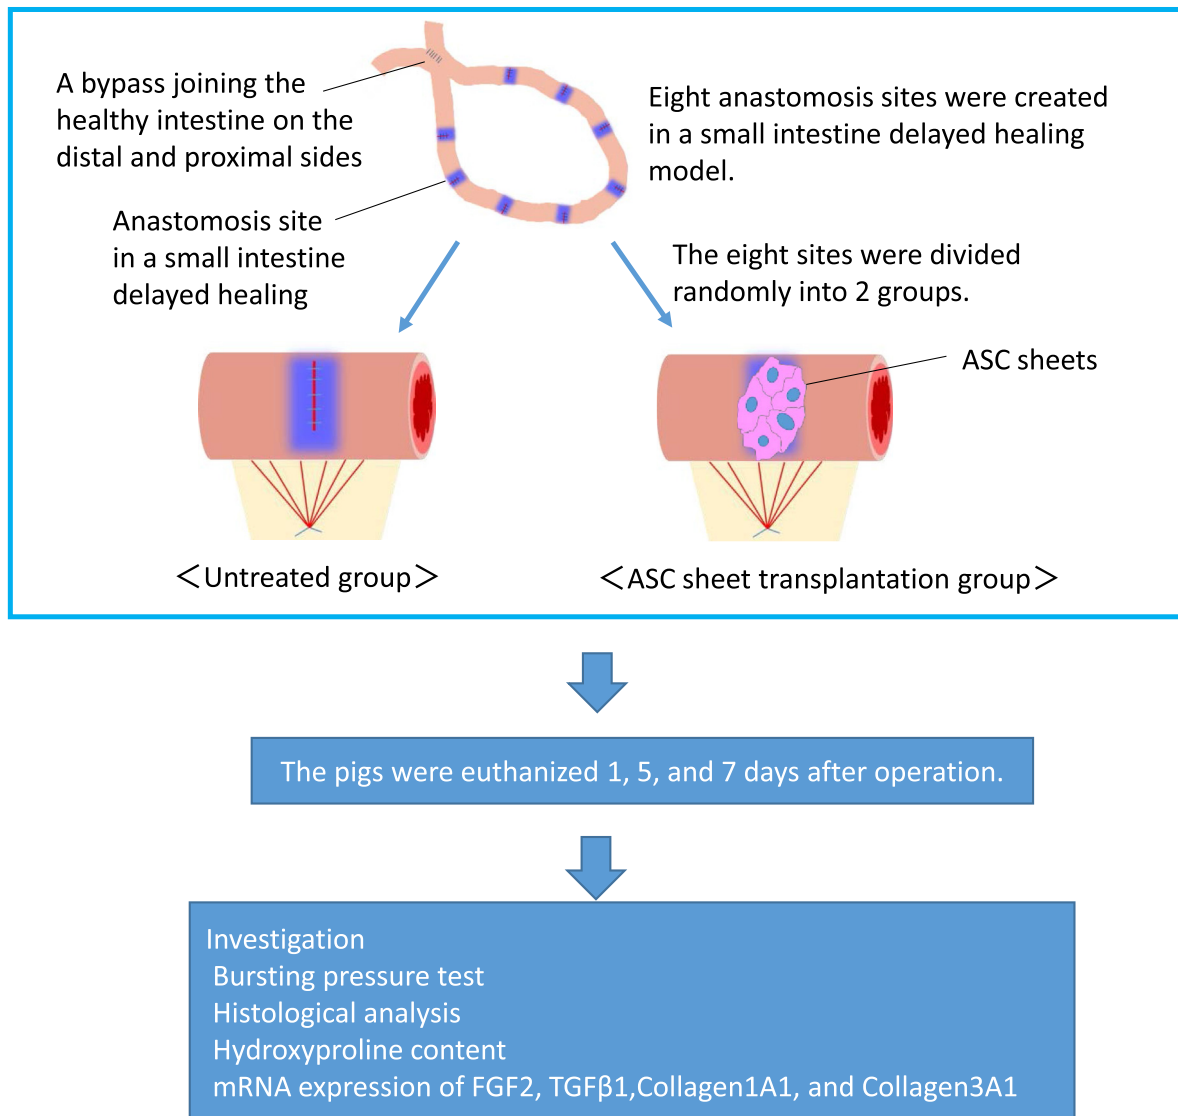 A bypass joining the
healthy intestine on the
distal and proximal sides
Eight anastomosis sites were created
in a small intestine delayed healing
model.
Anastomosis site
in a small intestine
delayed healing
The eight sites were divided
randomly into 2 groups.
ASC sheets
＜Untreated group＞
＜ASC sheet transplantation group＞
The pigs were euthanized 1, 5, and 7 days after operation.
Investigation
Bursting pressure test
Histological analysis
Hydroxyproline content
mRNA expression of FGF2, TGFβ1,Collagen1A1, and Collagen3A1